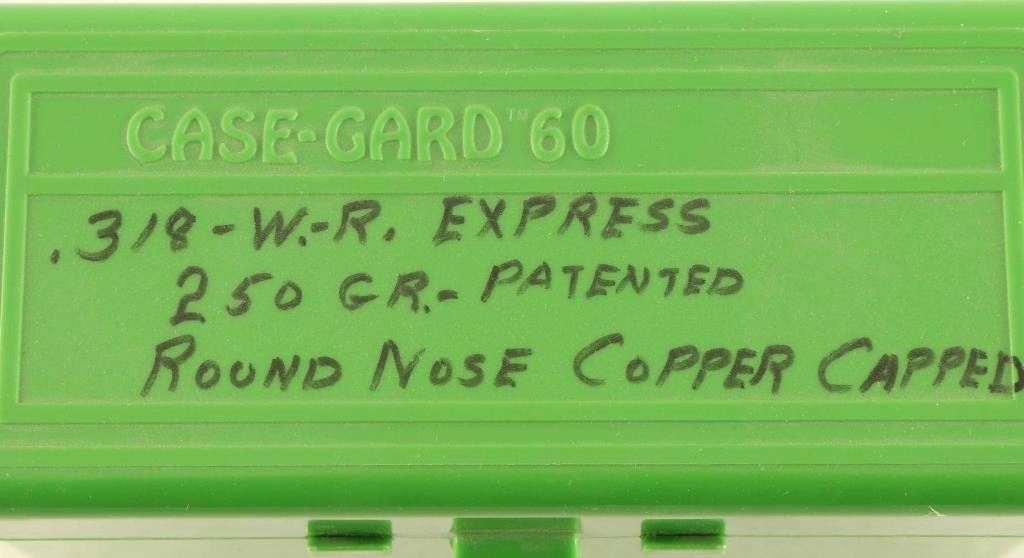 CASE-GARD™ 60
.318-W.-R. EXPRESS
250 GR.- PATENTED
ROUND NOSE COPPER CAPPED